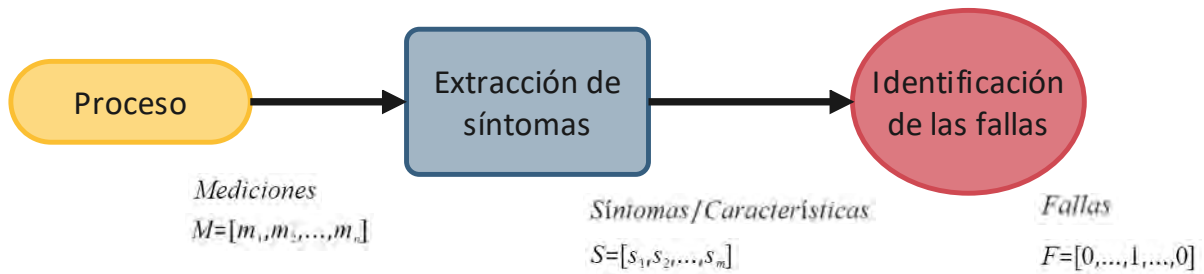 Proceso
Extracción de
síntomas
Identificación
de las fallas
Mediciones
M=[m₁,m₂,...,mₙ]
Síntomas/Características
S=[s₁,s₂,...,sₘ]
Fallas
F=[0,...,1,...,0]